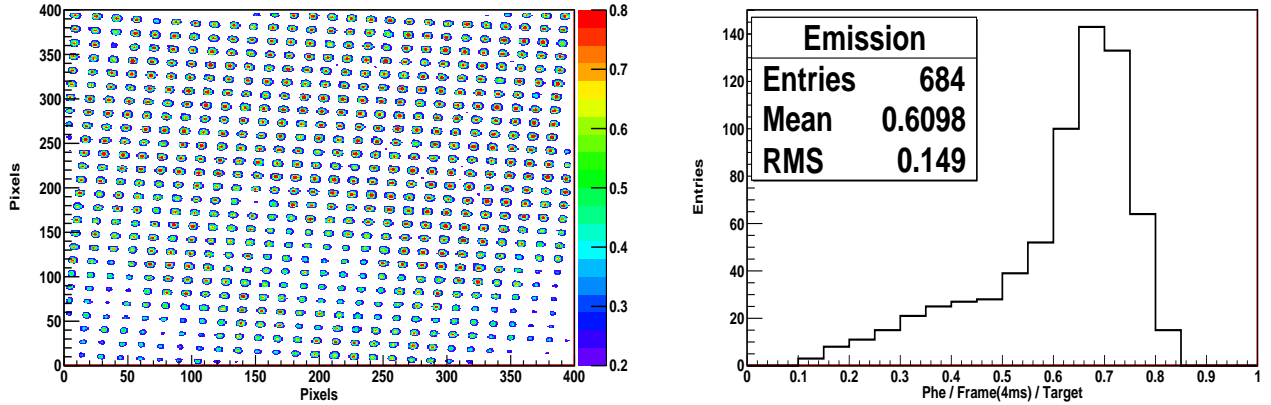 400
350
300
250
200
150
100
50
0
Pixels
0 50 100 150 200 250 300 350 400
Pixels
0.8
0.7
0.6
0.5
0.4
0.3
0.2
Emission
Entries 684
Mean 0.6098
RMS 0.149
140
120
100
80
60
40
20
0
Entries
0 0.1 0.2 0.3 0.4 0.5 0.6 0.7 0.8 0.9 1
Phe / Frame(4ms) / Target